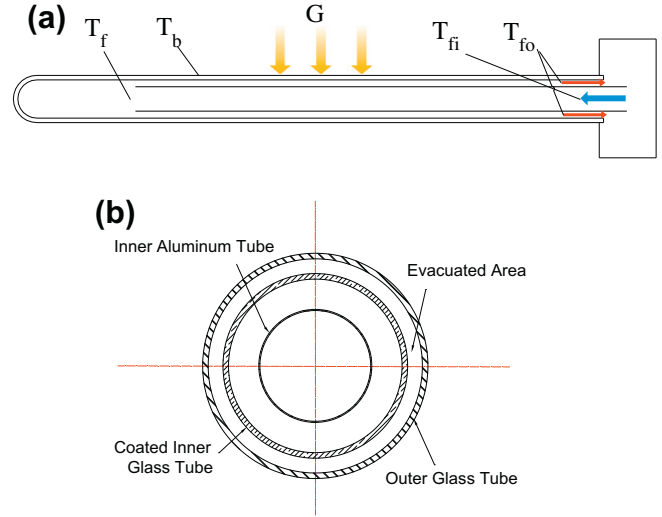 (a)
G
T_f
T_b
T_fi
T_fo
(b)
Inner Aluminum Tube
Evacuated Area
Coated Inner
Glass Tube
Outer Glass Tube